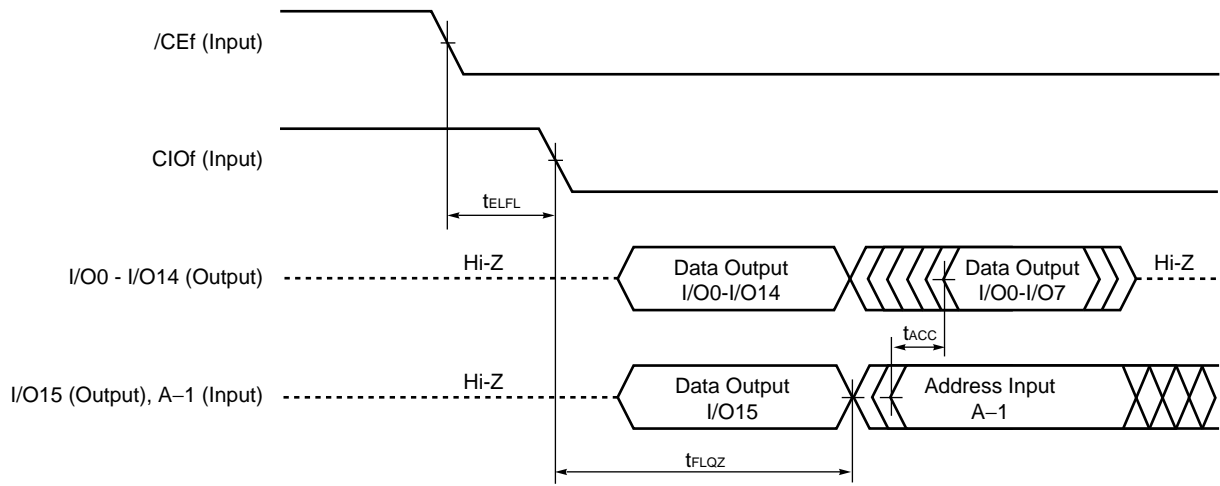 /CEf (Input)
CIOf (Input)
tELFL
I/O0 - I/O14 (Output)
Hi-Z
Data Output
I/O0-I/O14
Data Output
I/O0-I/O7
Hi-Z
tACC
I/O15 (Output), A–1 (Input)
Hi-Z
Data Output
I/O15
Address Input
A–1
tFLQZ